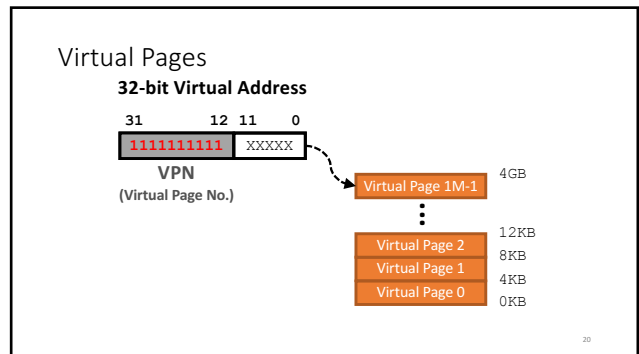 Virtual Pages
32-bit Virtual Address
31 12 11 0
1111111111 XXXXX
VPN
(Virtual Page No.)
Virtual Page 1M-1
4GB
12KB
Virtual Page 2
8KB
Virtual Page 1
4KB
Virtual Page 0
0KB
20